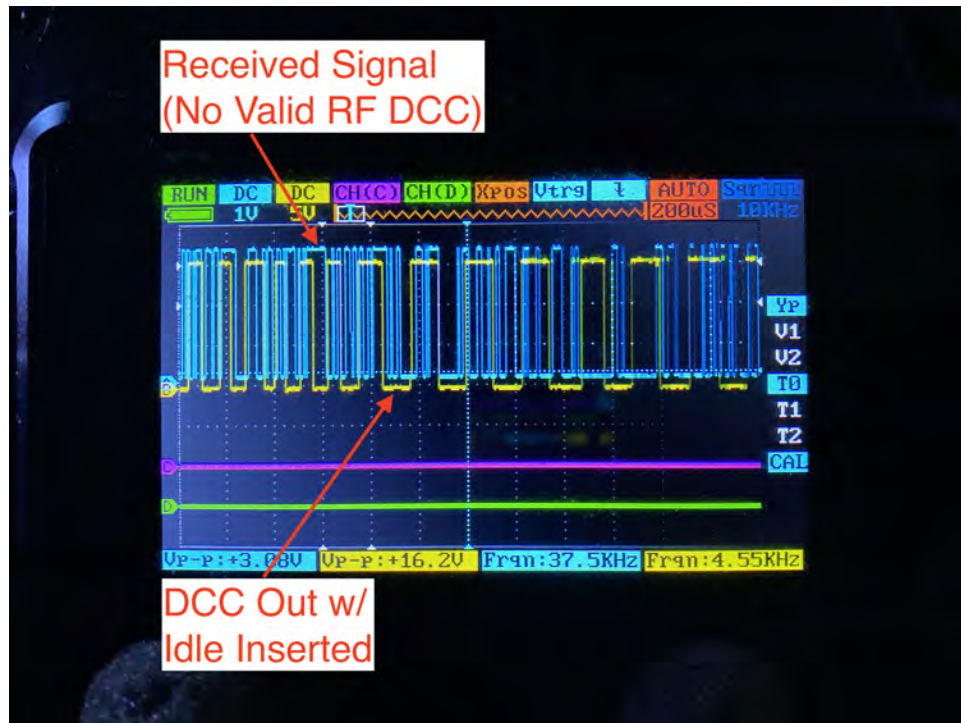 Received Signal
(No Valid RF DCC)
RUN DC DC CH(C) CH(D) Xpos Vtrg AUTO
1V 5V 200uS 10KHz
Yp
V1
V2
T0
T1
T2
CAL
B
D
Vp-p:+3.08V Vp-p:+16.2V Frqn:37.5KHz Frqn:4.55KHz
DCC Out w/
Idle Inserted